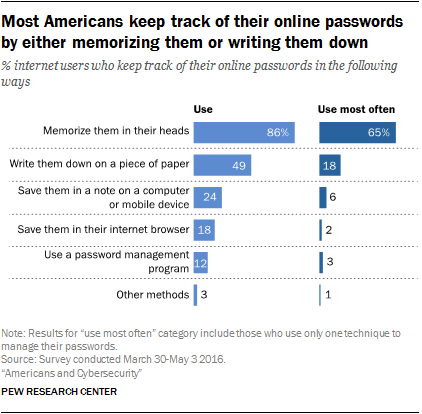 Most Americans keep track of their online passwords
by either memorizing them or writing them down
% internet users who keep track of their online passwords in the following
ways
Use Use most often
Memorize them in their heads 86% 65%
Write them down on a piece of paper 49 18
Save them in a note on a computer
or mobile device 24 6
Save them in their internet browser 18 2
Use a password management
program 12 3
Other methods 3 1
Note: Results for “use most often” category include those who use only one technique to
manage their passwords.
Source: Survey conducted March 30-May 3 2016.
“Americans and Cybersecurity”
PEW RESEARCH CENTER